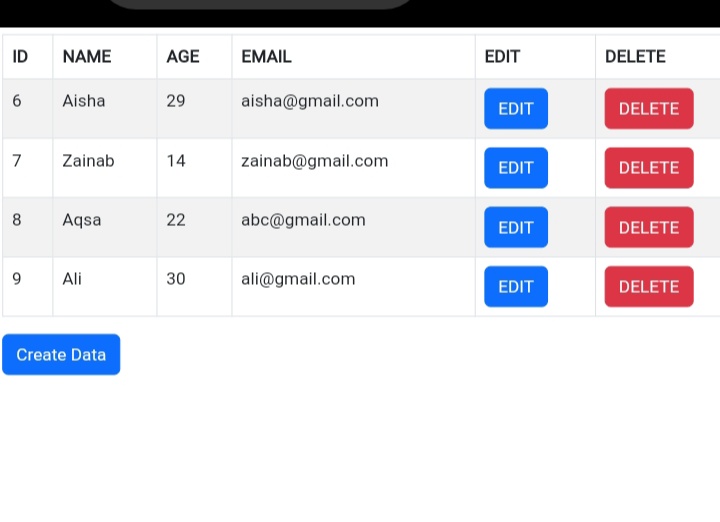 ID NAME AGE EMAIL EDIT DELETE
6 Aisha 29 aisha@gmail.com EDIT DELETE
7 Zainab 14 zainab@gmail.com EDIT DELETE
8 Aqsa 22 abc@gmail.com EDIT DELETE
9 Ali 30 ali@gmail.com EDIT DELETE
Create Data